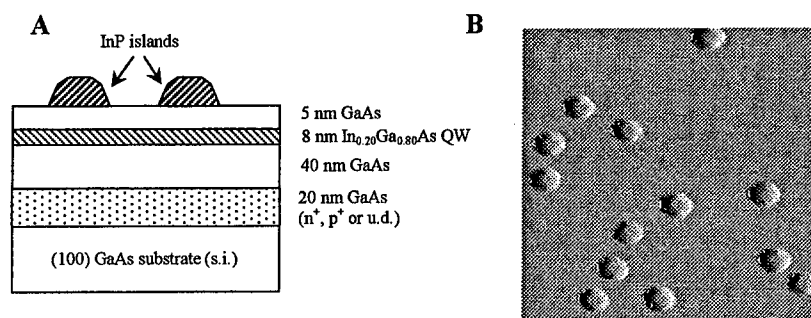 A
InP islands
5 nm GaAs
8 nm In₀.₂₀Ga₀.₈₀As QW
40 nm GaAs
20 nm GaAs
(n⁺, p⁺ or u.d.)
(100) GaAs substrate (s.i.)
B